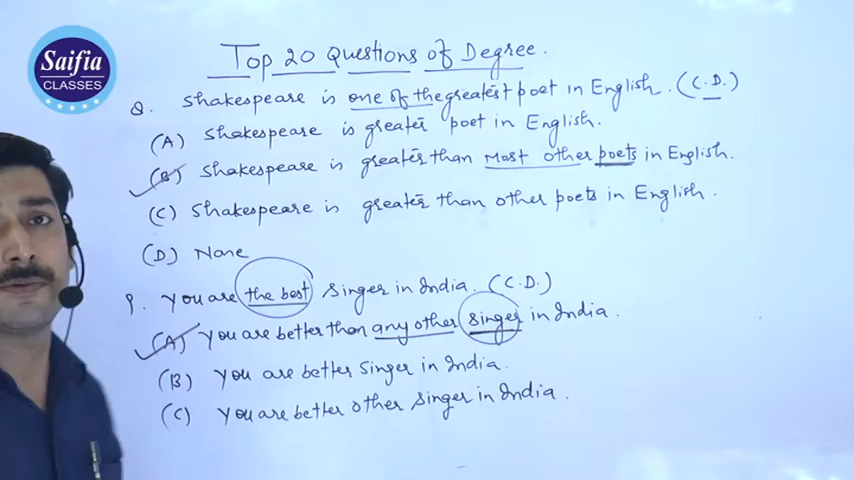 Saifia
CLASSES
Top 20 Questions of Degree.
Q. Shakespeare is one of the greatest poet in English. (C.D.)
(A) Shakespeare is greater poet in English.
(B) Shakespeare is greater than most other poets in English.
(C) Shakespeare is greater than other poets in English.
(D) None
Q. You are the best singer in India. (C.D.)
(A) You are better than any other singer in India.
(B) You are better singer in India.
(C) You are better other singer in India.